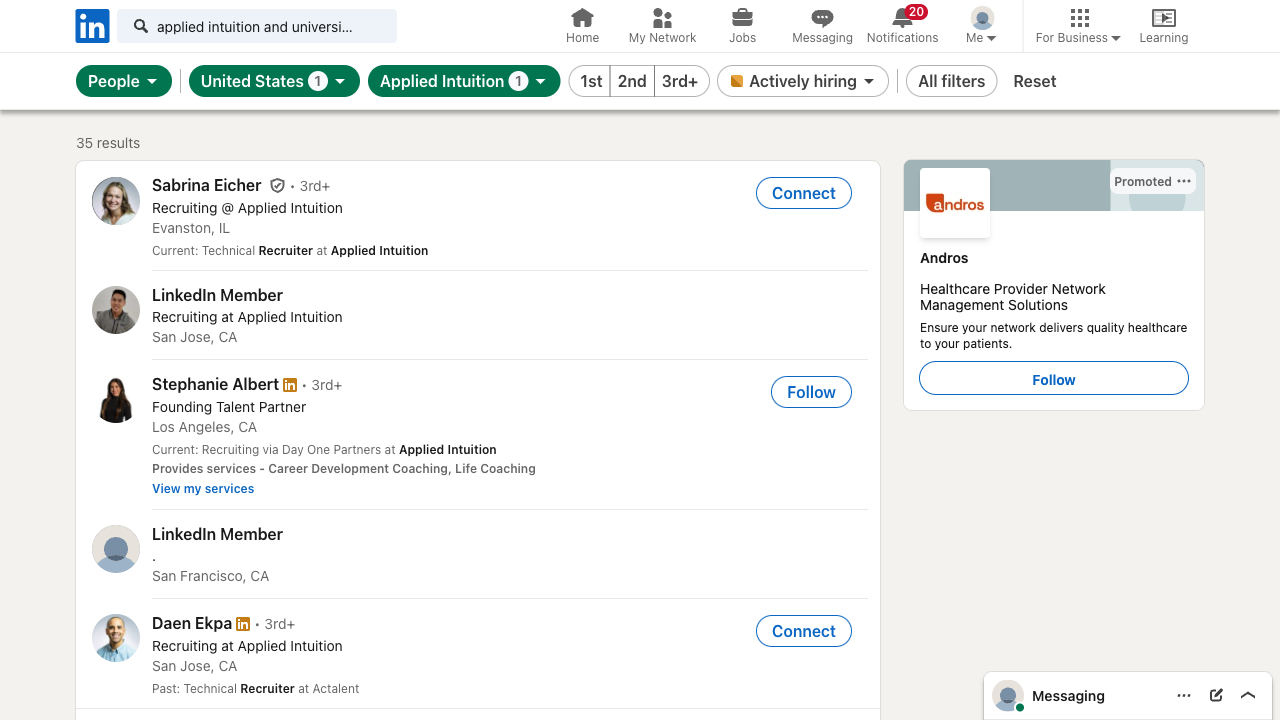 in
applied intuition and universi...
Home
My Network
Jobs
Messaging
20
Notifications
Me
For Business
Learning
People
United States 1
Applied Intuition 1
1st
2nd
3rd+
Actively hiring
All filters
Reset
35 results
Sabrina Eicher • 3rd+
Recruiting @ Applied Intuition
Evanston, IL
Current: Technical Recruiter at Applied Intuition
Connect
LinkedIn Member
Recruiting at Applied Intuition
San Jose, CA
Stephanie Albert in • 3rd+
Founding Talent Partner
Los Angeles, CA
Current: Recruiting via Day One Partners at Applied Intuition
Provides services - Career Development Coaching, Life Coaching
View my services
Follow
LinkedIn Member
.
San Francisco, CA
Daen Ekpa in • 3rd+
Recruiting at Applied Intuition
San Jose, CA
Past: Technical Recruiter at Actalent
Connect
Promoted ...
andros
Andros
Healthcare Provider Network
Management Solutions
Ensure your network delivers quality healthcare
to your patients.
Follow
Messaging